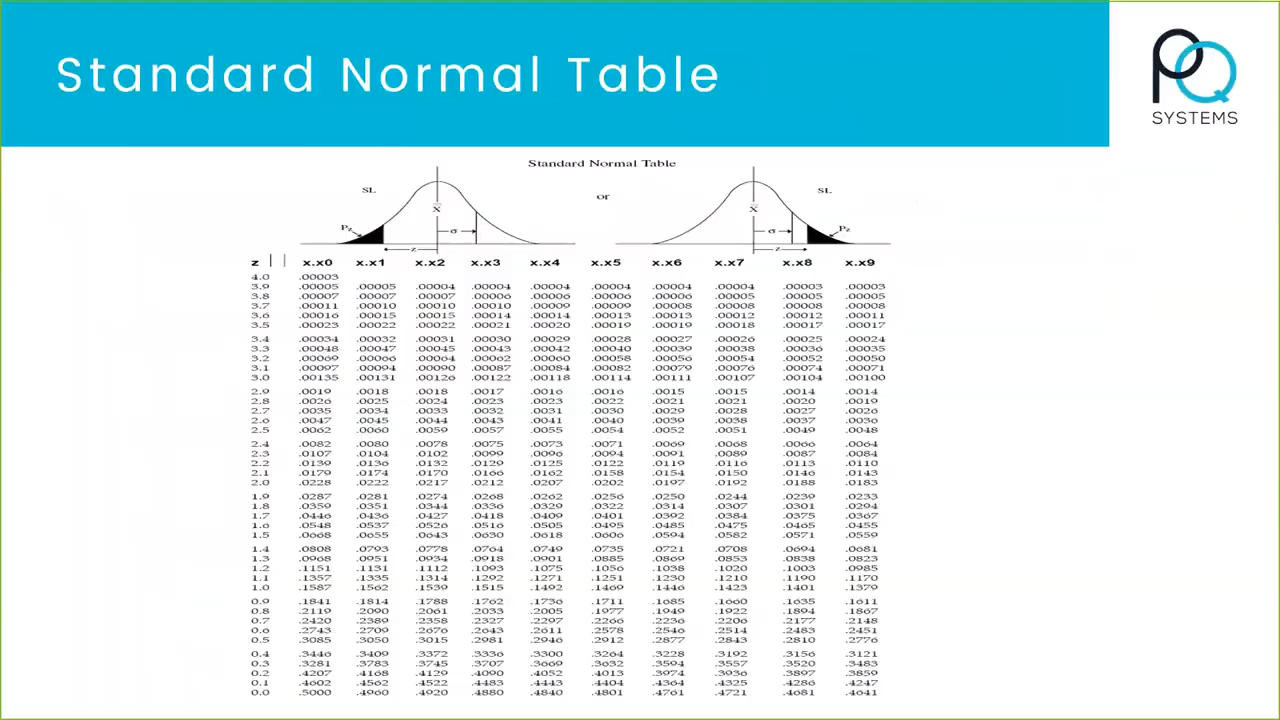 Standard Normal Table
PQ
SYSTEMS
Standard Normal Table
SL or SL
X X
Pz σ σ Pz
z z
z x.x0 x.x1 x.x2 x.x3 x.x4 x.x5 x.x6 x.x7 x.x8 x.x9
4.0 .00003
3.9 .00005 .00005 .00004 .00004 .00004 .00004 .00004 .00004 .00003 .00003
3.8 .00007 .00007 .00007 .00006 .00006 .00006 .00006 .00005 .00005 .00005
3.7 .00011 .00010 .00010 .00010 .00009 .00009 .00008 .00008 .00008 .00008
3.6 .00016 .00015 .00015 .00014 .00014 .00013 .00013 .00012 .00012 .00011
3.5 .00023 .00022 .00022 .00021 .00020 .00019 .00019 .00018 .00017 .00017
3.4 .00034 .00032 .00031 .00030 .00029 .00028 .00027 .00026 .00025 .00024
3.3 .00048 .00047 .00045 .00043 .00042 .00040 .00039 .00038 .00036 .00035
3.2 .00069 .00066 .00064 .00062 .00060 .00058 .00056 .00054 .00052 .00050
3.1 .00097 .00094 .00090 .00087 .00084 .00082 .00079 .00076 .00074 .00071
3.0 .00135 .00131 .00126 .00122 .00118 .00114 .00111 .00107 .00104 .00100
2.9 .0019 .0018 .0018 .0017 .0016 .0016 .0015 .0015 .0014 .0014
2.8 .0026 .0025 .0024 .0023 .0023 .0022 .0021 .0021 .0020 .0019
2.7 .0035 .0034 .0033 .0032 .0031 .0030 .0029 .0028 .0027 .0026
2.6 .0047 .0045 .0044 .0043 .0041 .0040 .0039 .0038 .0037 .0036
2.5 .0062 .0060 .0059 .0057 .0055 .0054 .0052 .0051 .0049 .0048
2.4 .0082 .0080 .0078 .0075 .0073 .0071 .0069 .0068 .0066 .0064
2.3 .0107 .0104 .0102 .0099 .0096 .0094 .0091 .0089 .0087 .0084
2.2 .0139 .0136 .0132 .0129 .0125 .0122 .0119 .0116 .0113 .0110
2.1 .0179 .0174 .0170 .0166 .0162 .0158 .0154 .0150 .0146 .0143
2.0 .0228 .0222 .0217 .0212 .0207 .0202 .0197 .0192 .0188 .0183
1.9 .0287 .0281 .0274 .0268 .0262 .0256 .0250 .0244 .0239 .0233
1.8 .0359 .0351 .0344 .0336 .0329 .0322 .0314 .0307 .0301 .0294
1.7 .0446 .0436 .0427 .0418 .0409 .0401 .0392 .0384 .0375 .0367
1.6 .0548 .0537 .0526 .0516 .0505 .0495 .0485 .0475 .0465 .0455
1.5 .0668 .0655 .0643 .0630 .0618 .0606 .0594 .0582 .0571 .0559
1.4 .0808 .0793 .0778 .0764 .0749 .0735 .0721 .0708 .0694 .0681
1.3 .0968 .0951 .0934 .0918 .0901 .0885 .0869 .0853 .0838 .0823
1.2 .1151 .1131 .1112 .1093 .1075 .1056 .1038 .1020 .1003 .0985
1.1 .1357 .1335 .1314 .1292 .1271 .1251 .1230 .1210 .1190 .1170
1.0 .1587 .1562 .1539 .1515 .1492 .1469 .1446 .1423 .1401 .1379
0.9 .1841 .1814 .1788 .1762 .1736 .1711 .1685 .1660 .1635 .1611
0.8 .2119 .2090 .2061 .2033 .2005 .1977 .1949 .1922 .1894 .1867
0.7 .2420 .2389 .2358 .2327 .2297 .2266 .2236 .2206 .2177 .2148
0.6 .2743 .2709 .2676 .2643 .2611 .2578 .2546 .2514 .2483 .2451
0.5 .3085 .3050 .3015 .2981 .2946 .2912 .2877 .2843 .2810 .2776
0.4 .3446 .3409 .3372 .3336 .3300 .3264 .3228 .3192 .3156 .3121
0.3 .3281 .3783 .3745 .3707 .3669 .3632 .3594 .3557 .3520 .3483
0.2 .4207 .4168 .4129 .4090 .4052 .4013 .3974 .3936 .3897 .3859
0.1 .4602 .4562 .4522 .4483 .4443 .4404 .4364 .4325 .4286 .4247
0.0 .5000 .4960 .4920 .4880 .4840 .4801 .4761 .4721 .4681 .4641